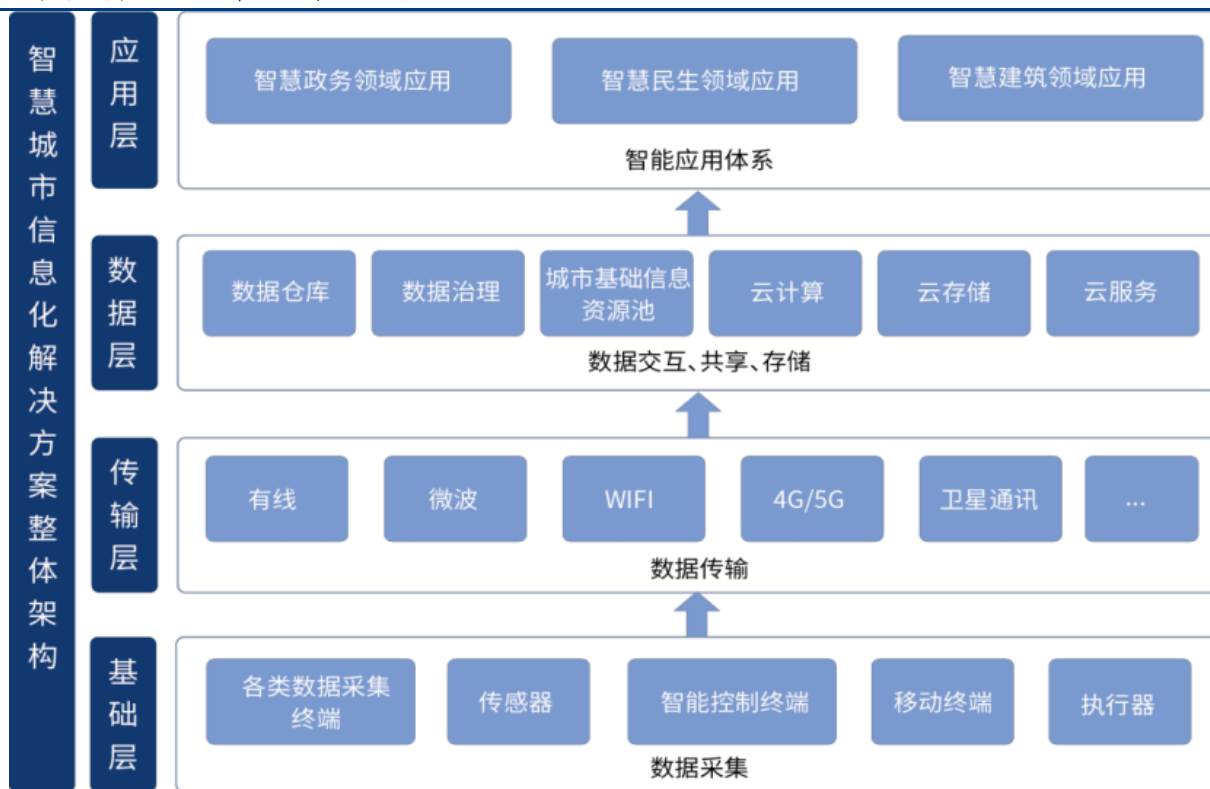 智慧城市信息化解决方案整体架构
应用层
智慧政务领域应用
智慧民生领域应用
智慧建筑领域应用
智能应用体系
数据层
数据仓库
数据治理
城市基础信息
资源池
云计算
云存储
云服务
数据交互、共享、存储
传输层
有线
微波
WIFI
4G/5G
卫星通讯
...
数据传输
基础层
各类数据采集
终端
传感器
智能控制终端
移动终端
执行器
数据采集